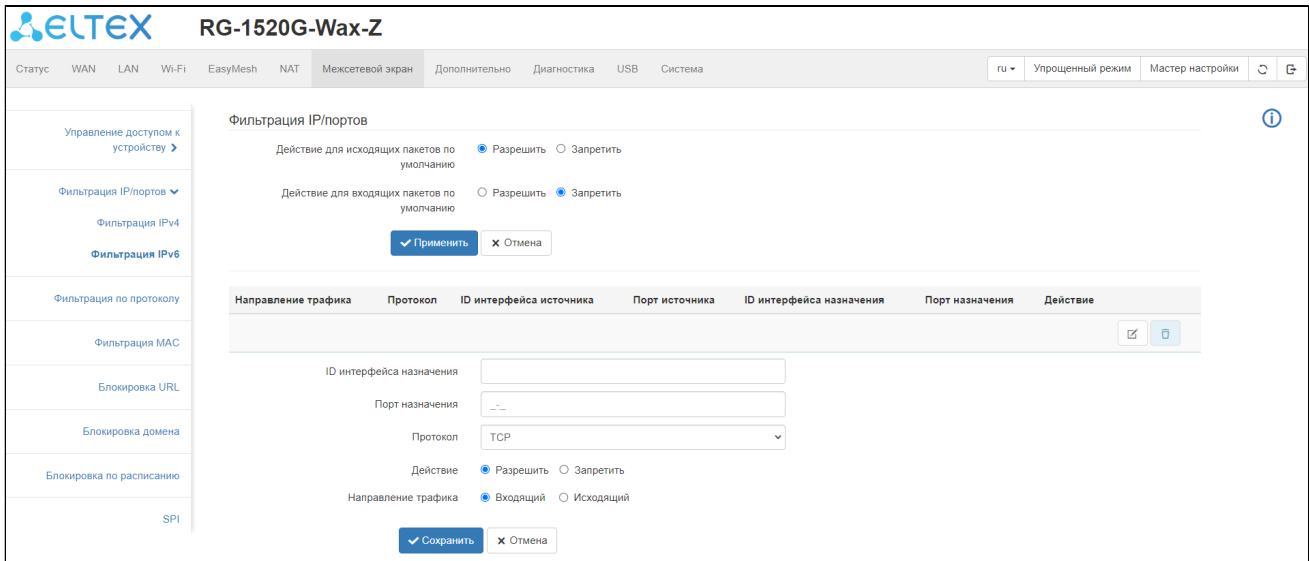 ELTEX RG-1520G-Wax-Z
Статус WAN LAN Wi-Fi EasyMesh NAT Межсетевой экран Дополнительно Диагностика USB Система ru Упрощенный режим Мастер настройки
Управление доступом к
устройству
Фильтрация IP/портов
Фильтрация IPv4
Фильтрация IPv6
Фильтрация по протоколу
Фильтрация MAC
Блокировка URL
Блокировка домена
Блокировка по расписанию
SPI
Фильтрация IP/портов
Действие для исходящих пакетов по
умолчанию
Разрешить Запретить
Действие для входящих пакетов по
умолчанию
Разрешить Запретить
Применить Отмена
Направление трафика Протокол ID интерфейса источника Порт источника ID интерфейса назначения Порт назначения Действие
ID интерфейса назначения
Порт назначения _-_
Протокол TCP
Действие Разрешить Запретить
Направление трафика Входящий Исходящий
Сохранить Отмена